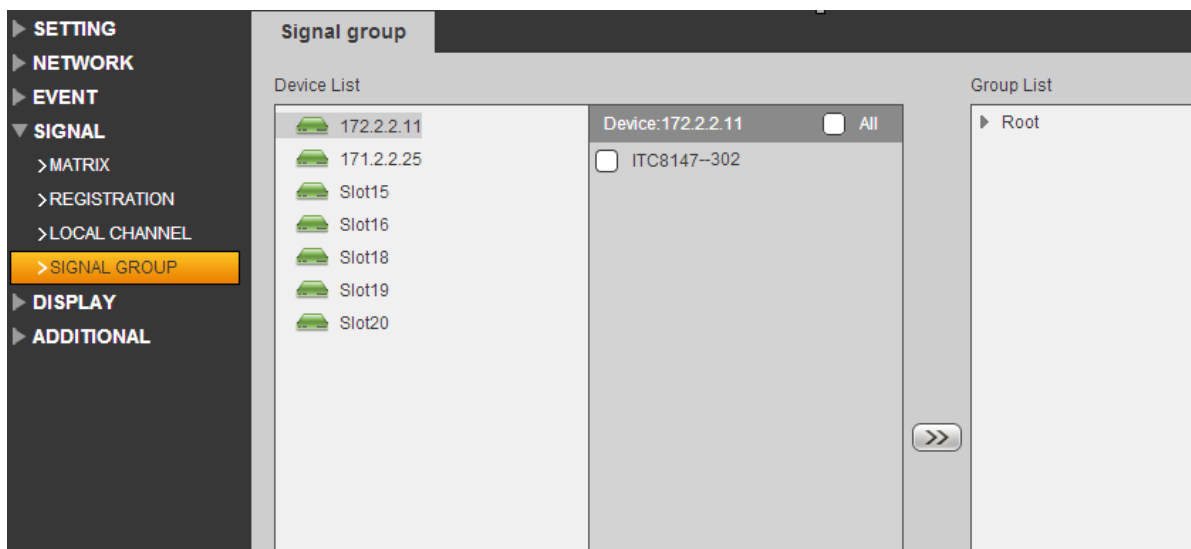 SETTING
NETWORK
EVENT
SIGNAL
MATRIX
REGISTRATION
LOCAL CHANNEL
SIGNAL GROUP
DISPLAY
ADDITIONAL
Signal group
Device List
172.2.2.11
171.2.2.25
Slot15
Slot16
Slot18
Slot19
Slot20
Device:172.2.2.11 All
ITC8147--302
>>
Group List
Root